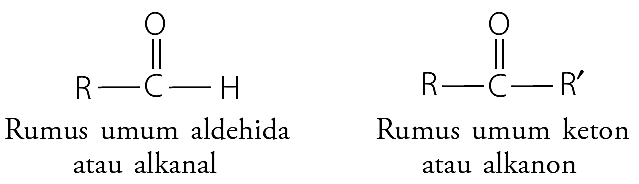 O
R—C—H
Rumus umum aldehida
atau alkanal
O
R—C—R′
Rumus umum keton
atau alkanon